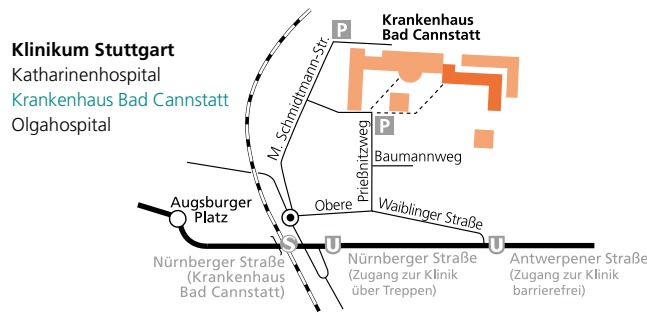 Klinikum Stuttgart
Katharinenhospital
Krankenhaus Bad Cannstatt
Olgahospital
Krankenhaus
Bad Cannstatt
P
M. Schmidtmann-Str.
P
Prießnitzweg
Baumannweg
Augsburger
Platz
Obere
Waiblinger Straße
S
U
U
Nürnberger Straße
(Krankenhaus
Bad Cannstatt)
Nürnberger Straße
(Zugang zur Klinik
über Treppen)
Antwerpener Straße
(Zugang zur Klinik
barrierefrei)